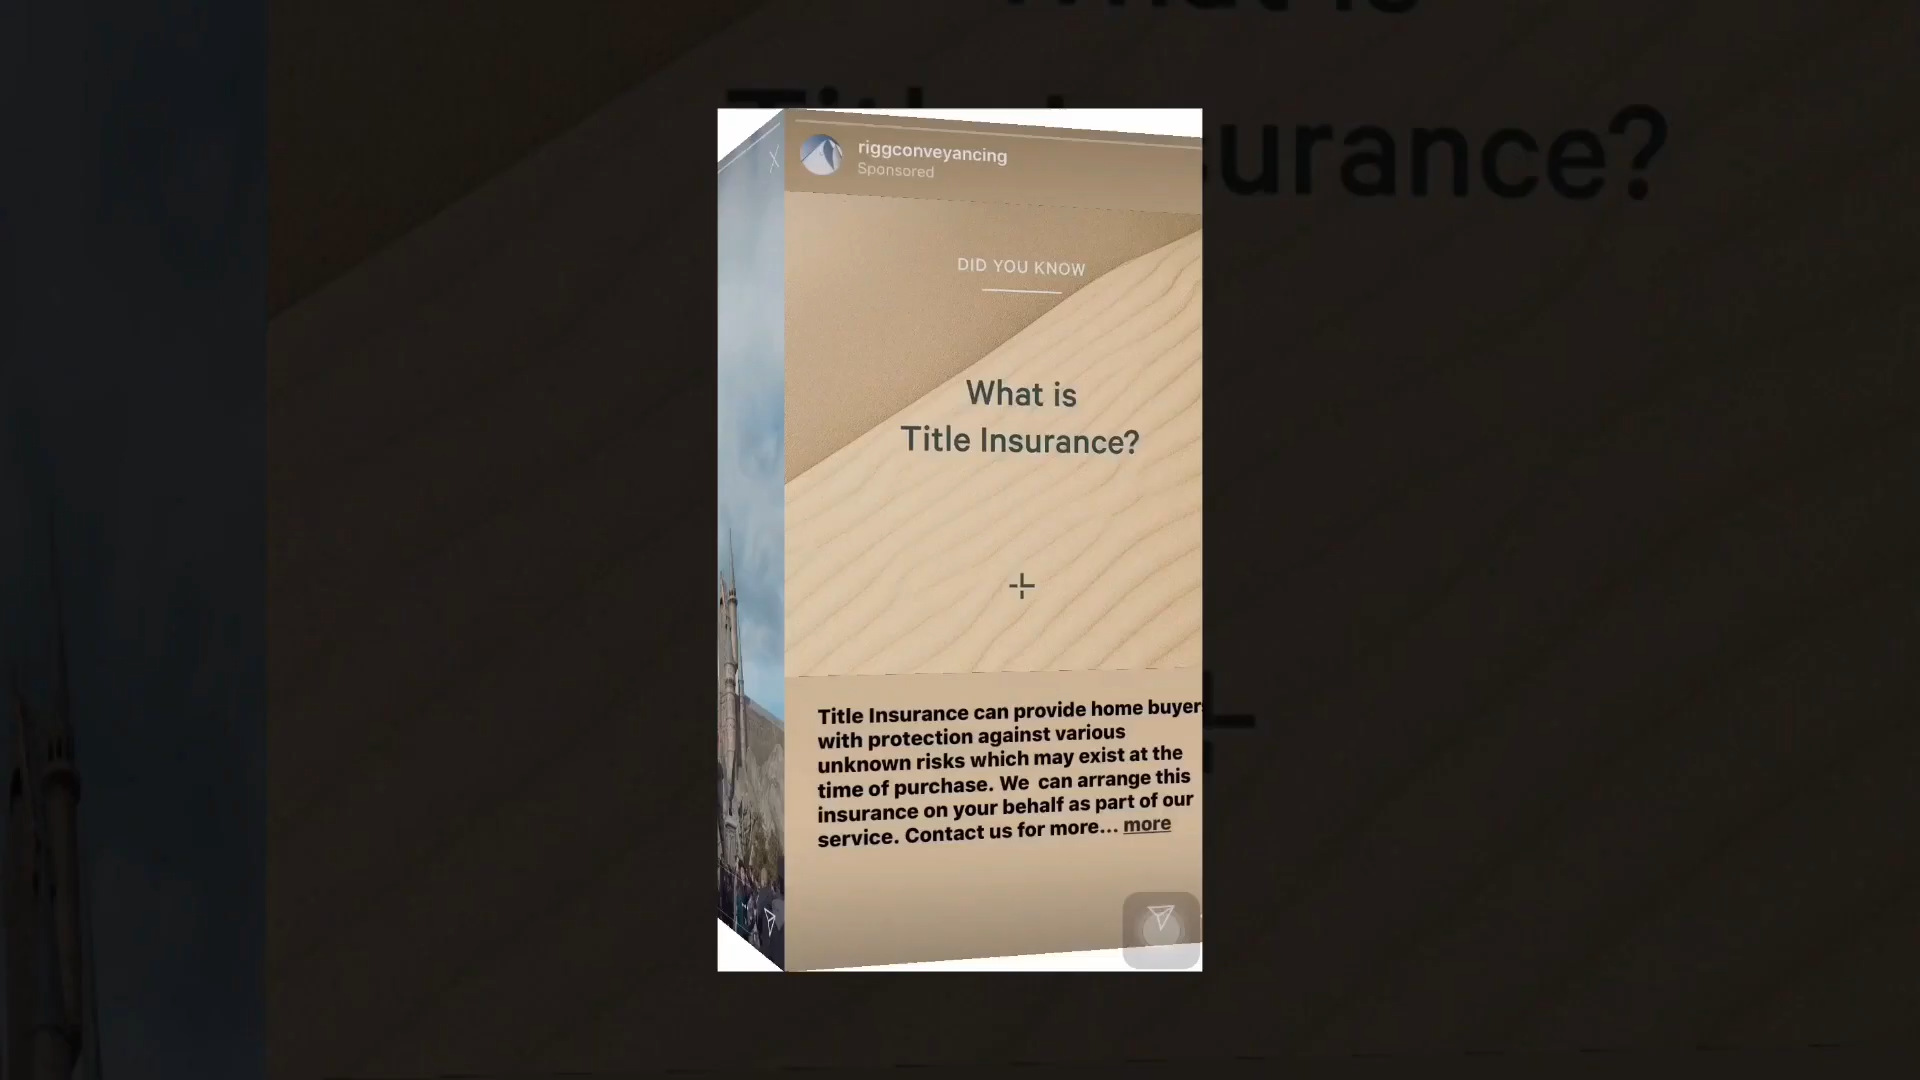 riggconveyancing
Sponsored
DID YOU KNOW
What is
Title Insurance?
Title Insurance can provide home buyers
with protection against various
unknown risks which may exist at the
time of purchase. We can arrange this
insurance on your behalf as part of our
service. Contact us for more... more